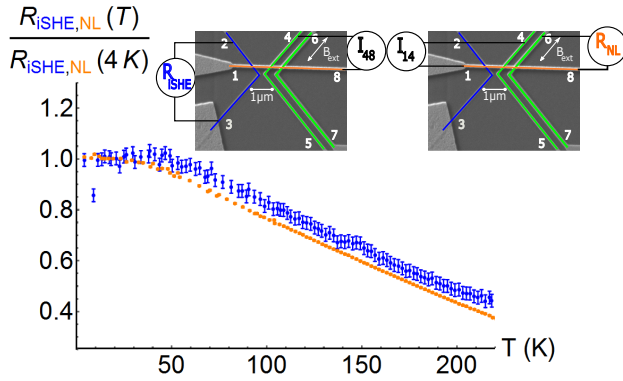 R_iSHE,NL (T)
R_iSHE,NL (4 K)
R_iSHE
2
4
6
B_ext
1
8
1μm
3
5
7
I_48
I_14
2
4
6
B_ext
1
8
1μm
3
5
7
R_NL
1.2
1.0
0.8
0.6
0.4
50
100
150
200
T (K)